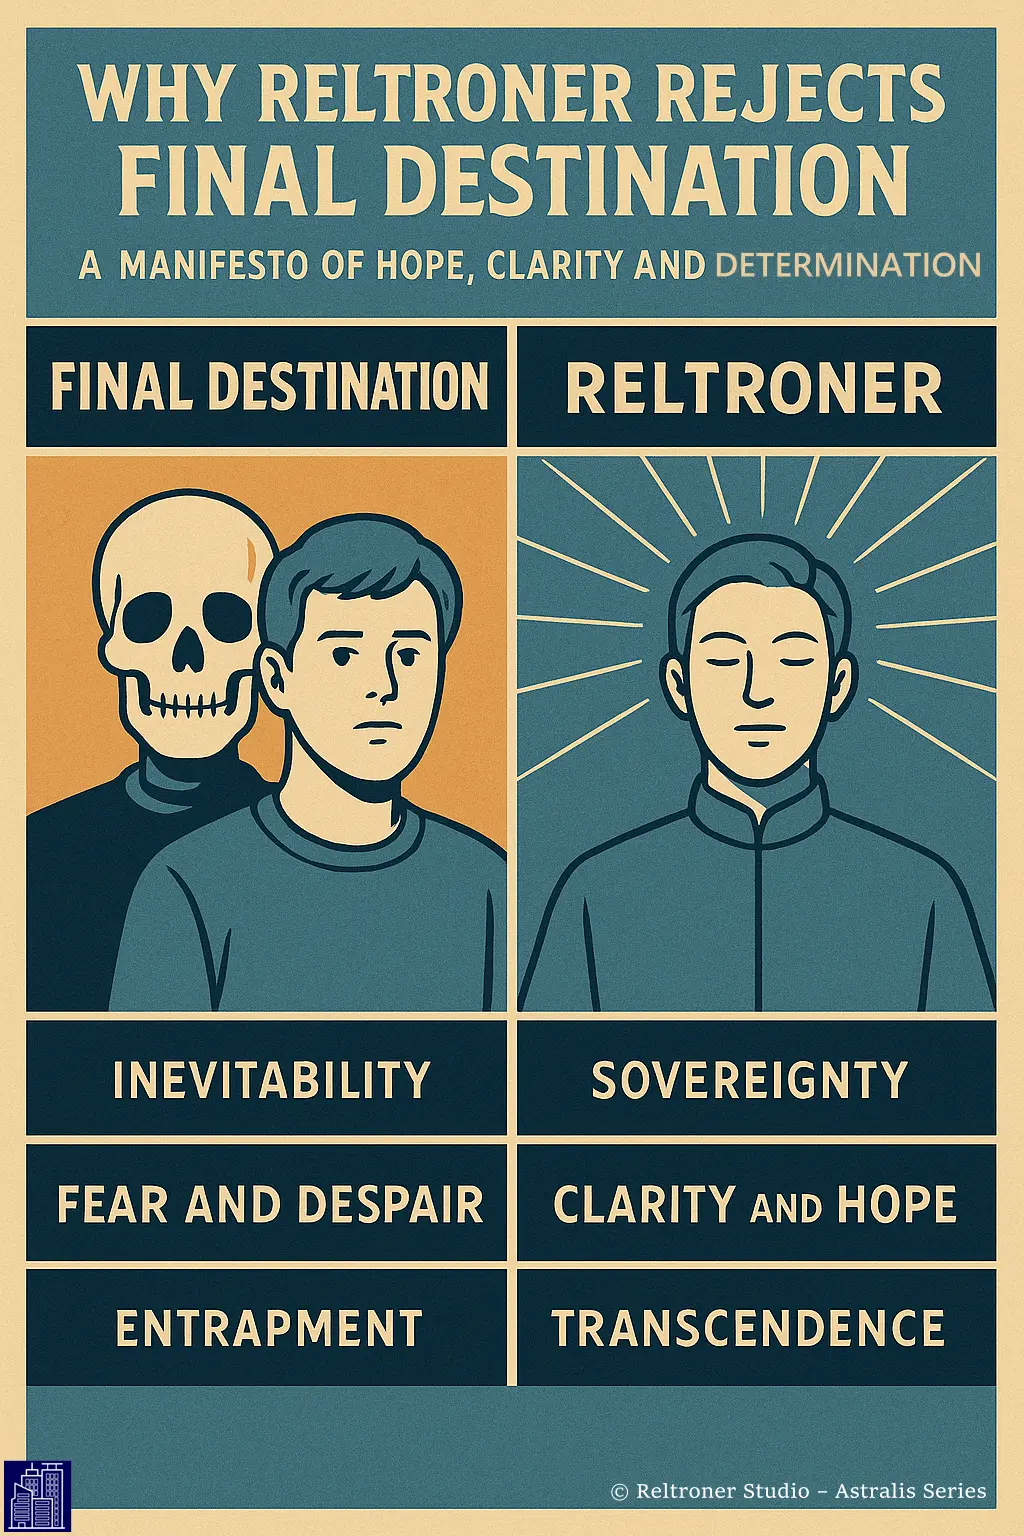 WHY RELTRONER REJECTS
FINAL DESTINATION
A MANIFESTO OF HOPE, CLARITY AND DETERMINATION
FINAL DESTINATION
RELTRONER
INEVITABILITY
SOVEREIGNTY
FEAR AND DESPAIR
CLARITY AND HOPE
ENTRAPMENT
TRANSCENDENCE
© Reltroner Studio – Astralis Series